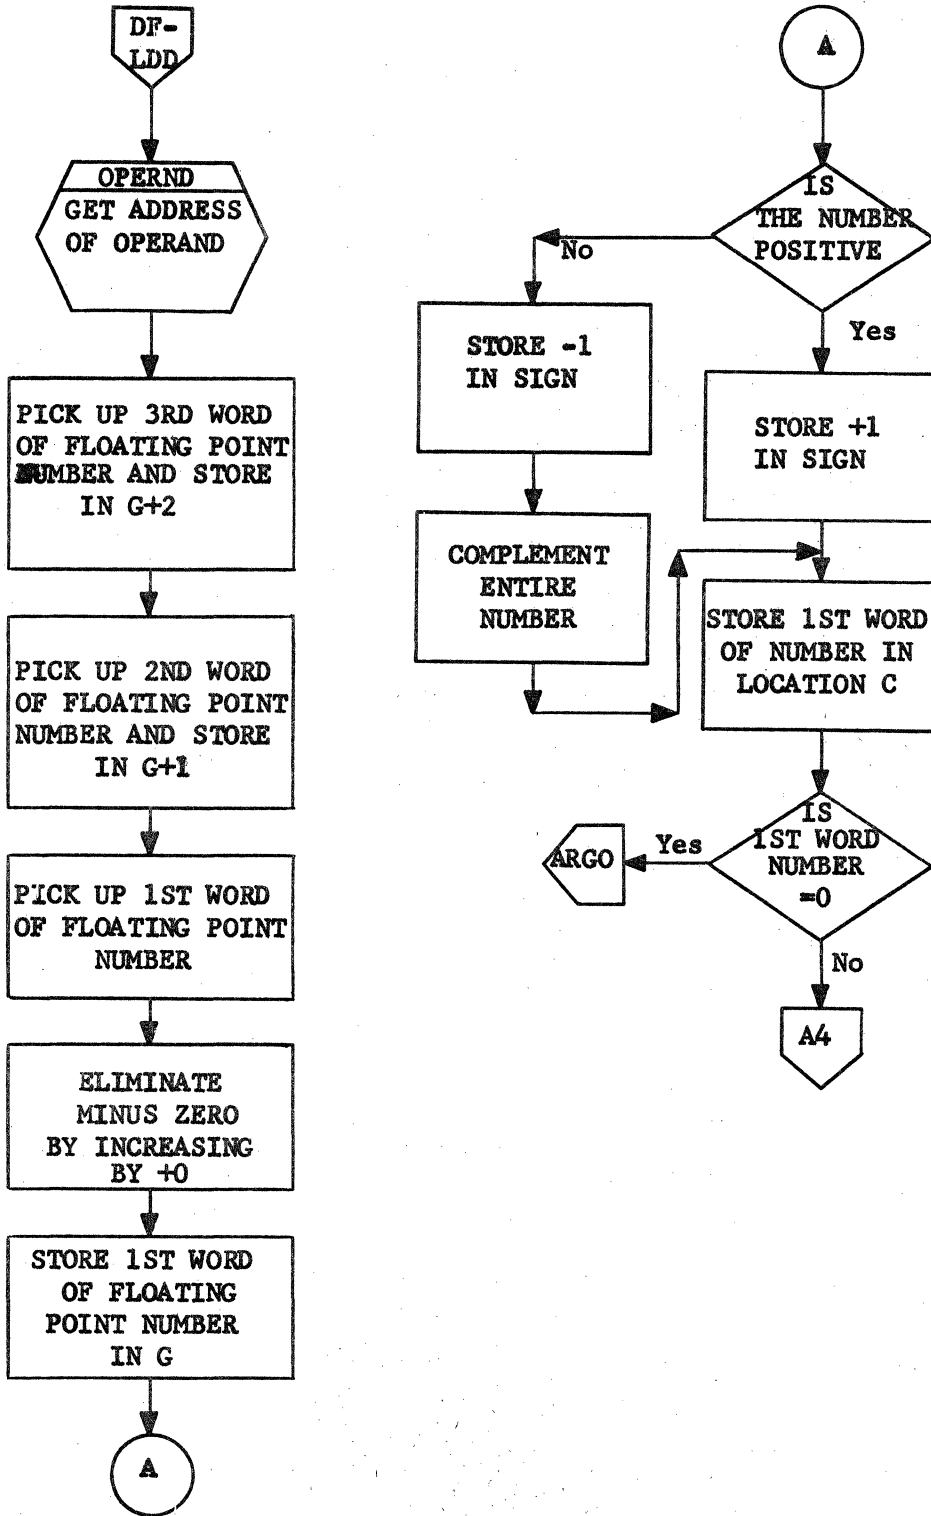 DF-
LDD
OPERND
GET ADDRESS
OF OPERAND
PICK UP 3RD WORD
OF FLOATING POINT
NUMBER AND STORE
IN G+2
PICK UP 2ND WORD
OF FLOATING POINT
NUMBER AND STORE
IN G+1
PICK UP 1ST WORD
OF FLOATING POINT
NUMBER
ELIMINATE
MINUS ZERO
BY INCREASING
BY +0
STORE 1ST WORD
OF FLOATING
POINT NUMBER
IN G
A
A
IS
THE NUMBER
POSITIVE
No
Yes
STORE -1
IN SIGN
STORE +1
IN SIGN
COMPLEMENT
ENTIRE
NUMBER
STORE 1ST WORD
OF NUMBER IN
LOCATION C
IS
1ST WORD
NUMBER
=0
Yes
ARGO
No
A4